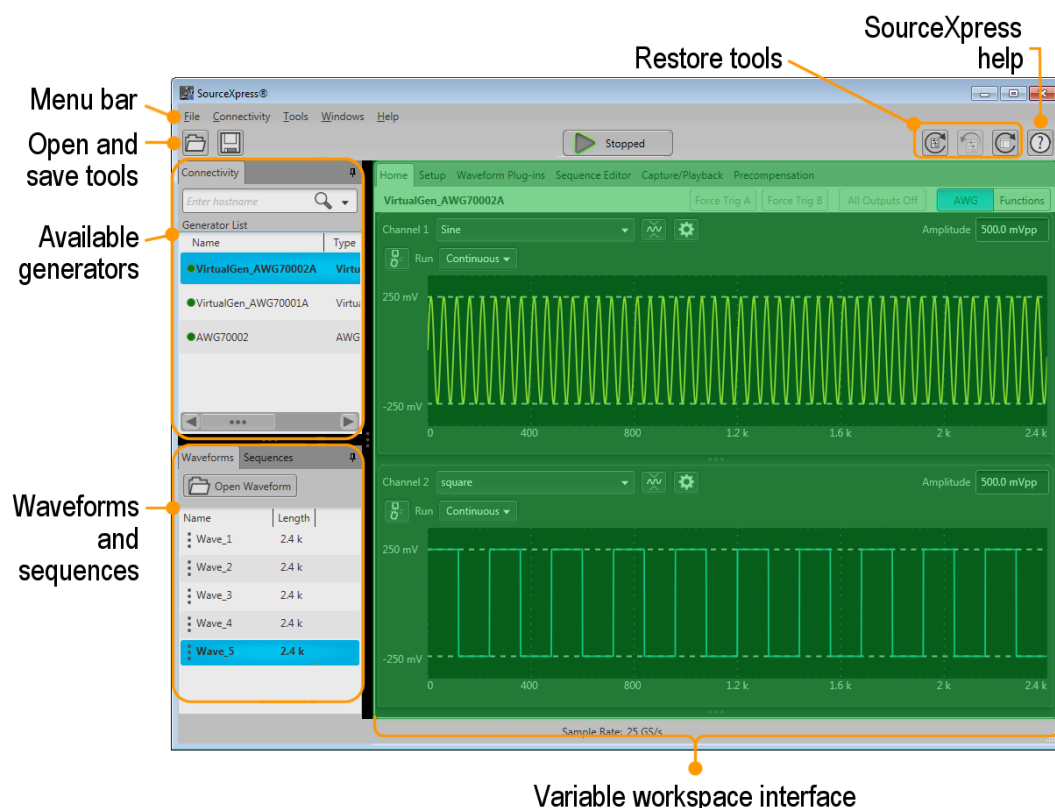 SourceXpress
help
Restore tools
Menu bar
Open and
save tools
Available
generators
Waveforms
and
sequences
Variable workspace interface
SourceXpress®
File Connectivity Tools Windows Help
Stopped
?
Connectivity
Enter hostname
Generator List
Name Type
VirtualGen_AWG70002A Virtu
VirtualGen_AWG70001A Virtua
AWG70002 AWG
Waveforms Sequences
Open Waveform
Name Length
Wave_1 2.4 k
Wave_2 2.4 k
Wave_3 2.4 k
Wave_4 2.4 k
Wave_5 2.4 k
Home Setup Waveform Plug-ins Sequence Editor Capture/Playback Precompensation
VirtualGen_AWG70002A Force Trig A Force Trig B All Outputs Off AWG Functions
Channel 1 Sine Amplitude 500.0 mVpp
Run Continuous
250 mV
-250 mV
0 400 800 1.2 k 1.6 k 2 k 2.4 k
Channel 2 square Amplitude 500.0 mVpp
Run Continuous
250 mV
-250 mV
0 400 800 1.2 k 1.6 k 2 k 2.4 k
Sample Rate: 25 GS/s